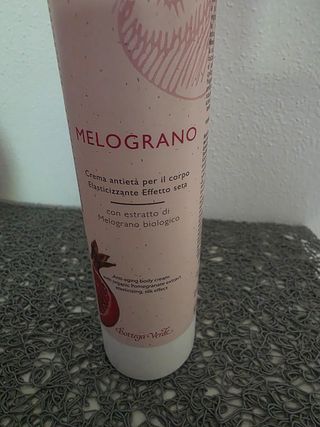 MELOGRANO
Crema antietà per il corpo
Elasticizzante Effetto seta
con estratto di
Melograno biologico
Anti-aging body cream
with organic Pomegranate extract
elasticizing, silk effect
Bottega Verde